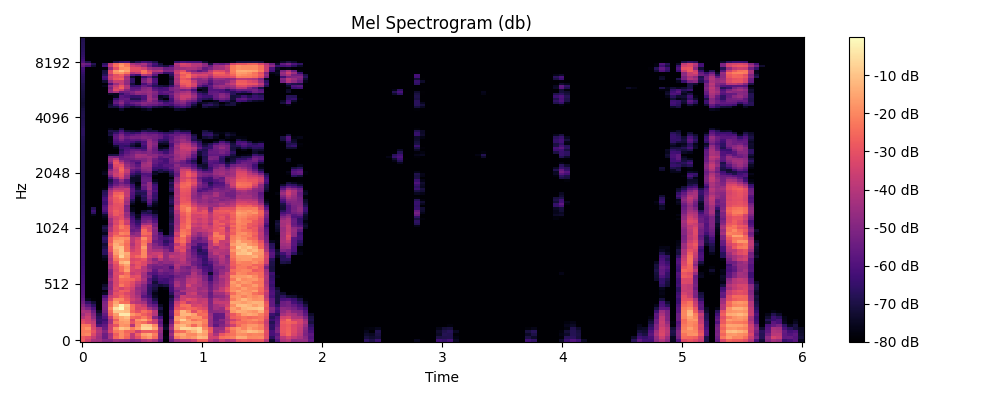 Mel Spectrogram (db)
8192
4096
2048
1024
512
0
Hz
0 1 2 3 4 5 6
Time
-10 dB
-20 dB
-30 dB
-40 dB
-50 dB
-60 dB
-70 dB
-80 dB